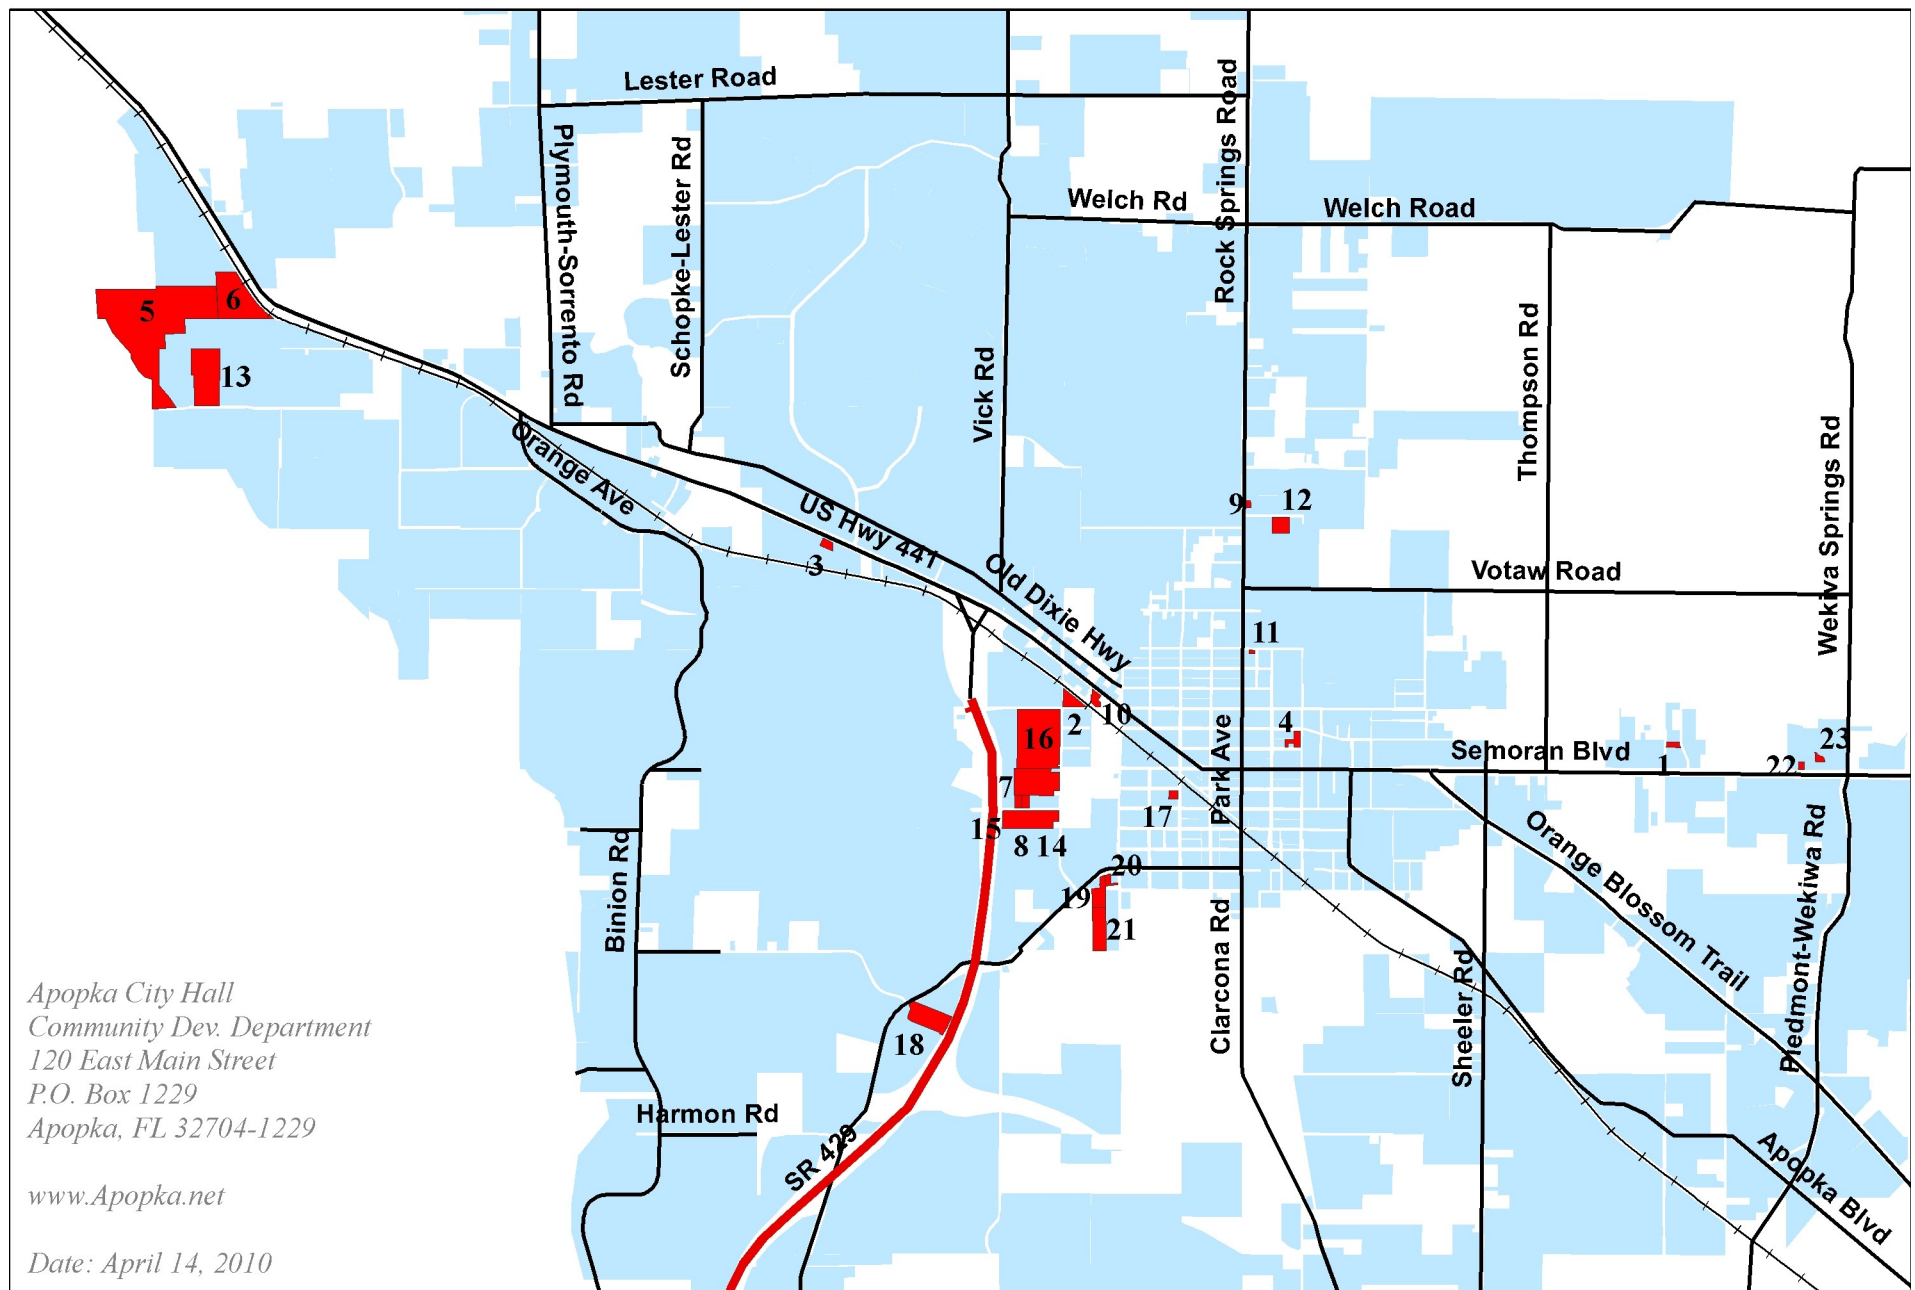 Lester Road
Rock Springs Road
Plymouth-Sorrento Rd
Schopke-Lester Rd
Welch Rd
Welch Road
5
6
13
Vick Rd
Thompson Rd
Orange Ave
US Hwy 441
3
Old Dixie Hwy
9
12
Votaw Road
Wekiva Springs Rd
11
2
10
16
4
Park Ave
Semoran Blvd
1
22
23
7
17
15
8
14
Binion Rd
20
19
21
Clarcona Rd
Sheeler Rd
Orange Blossom Trail
Piedmont-Wekiwa Rd
18
Harmon Rd
SR 429
Apopka Blvd
Apopka City Hall
Community Dev. Department
120 East Main Street
P.O. Box 1229
Apopka, FL 32704-1229
www.Apopka.net
Date: April 14, 2010